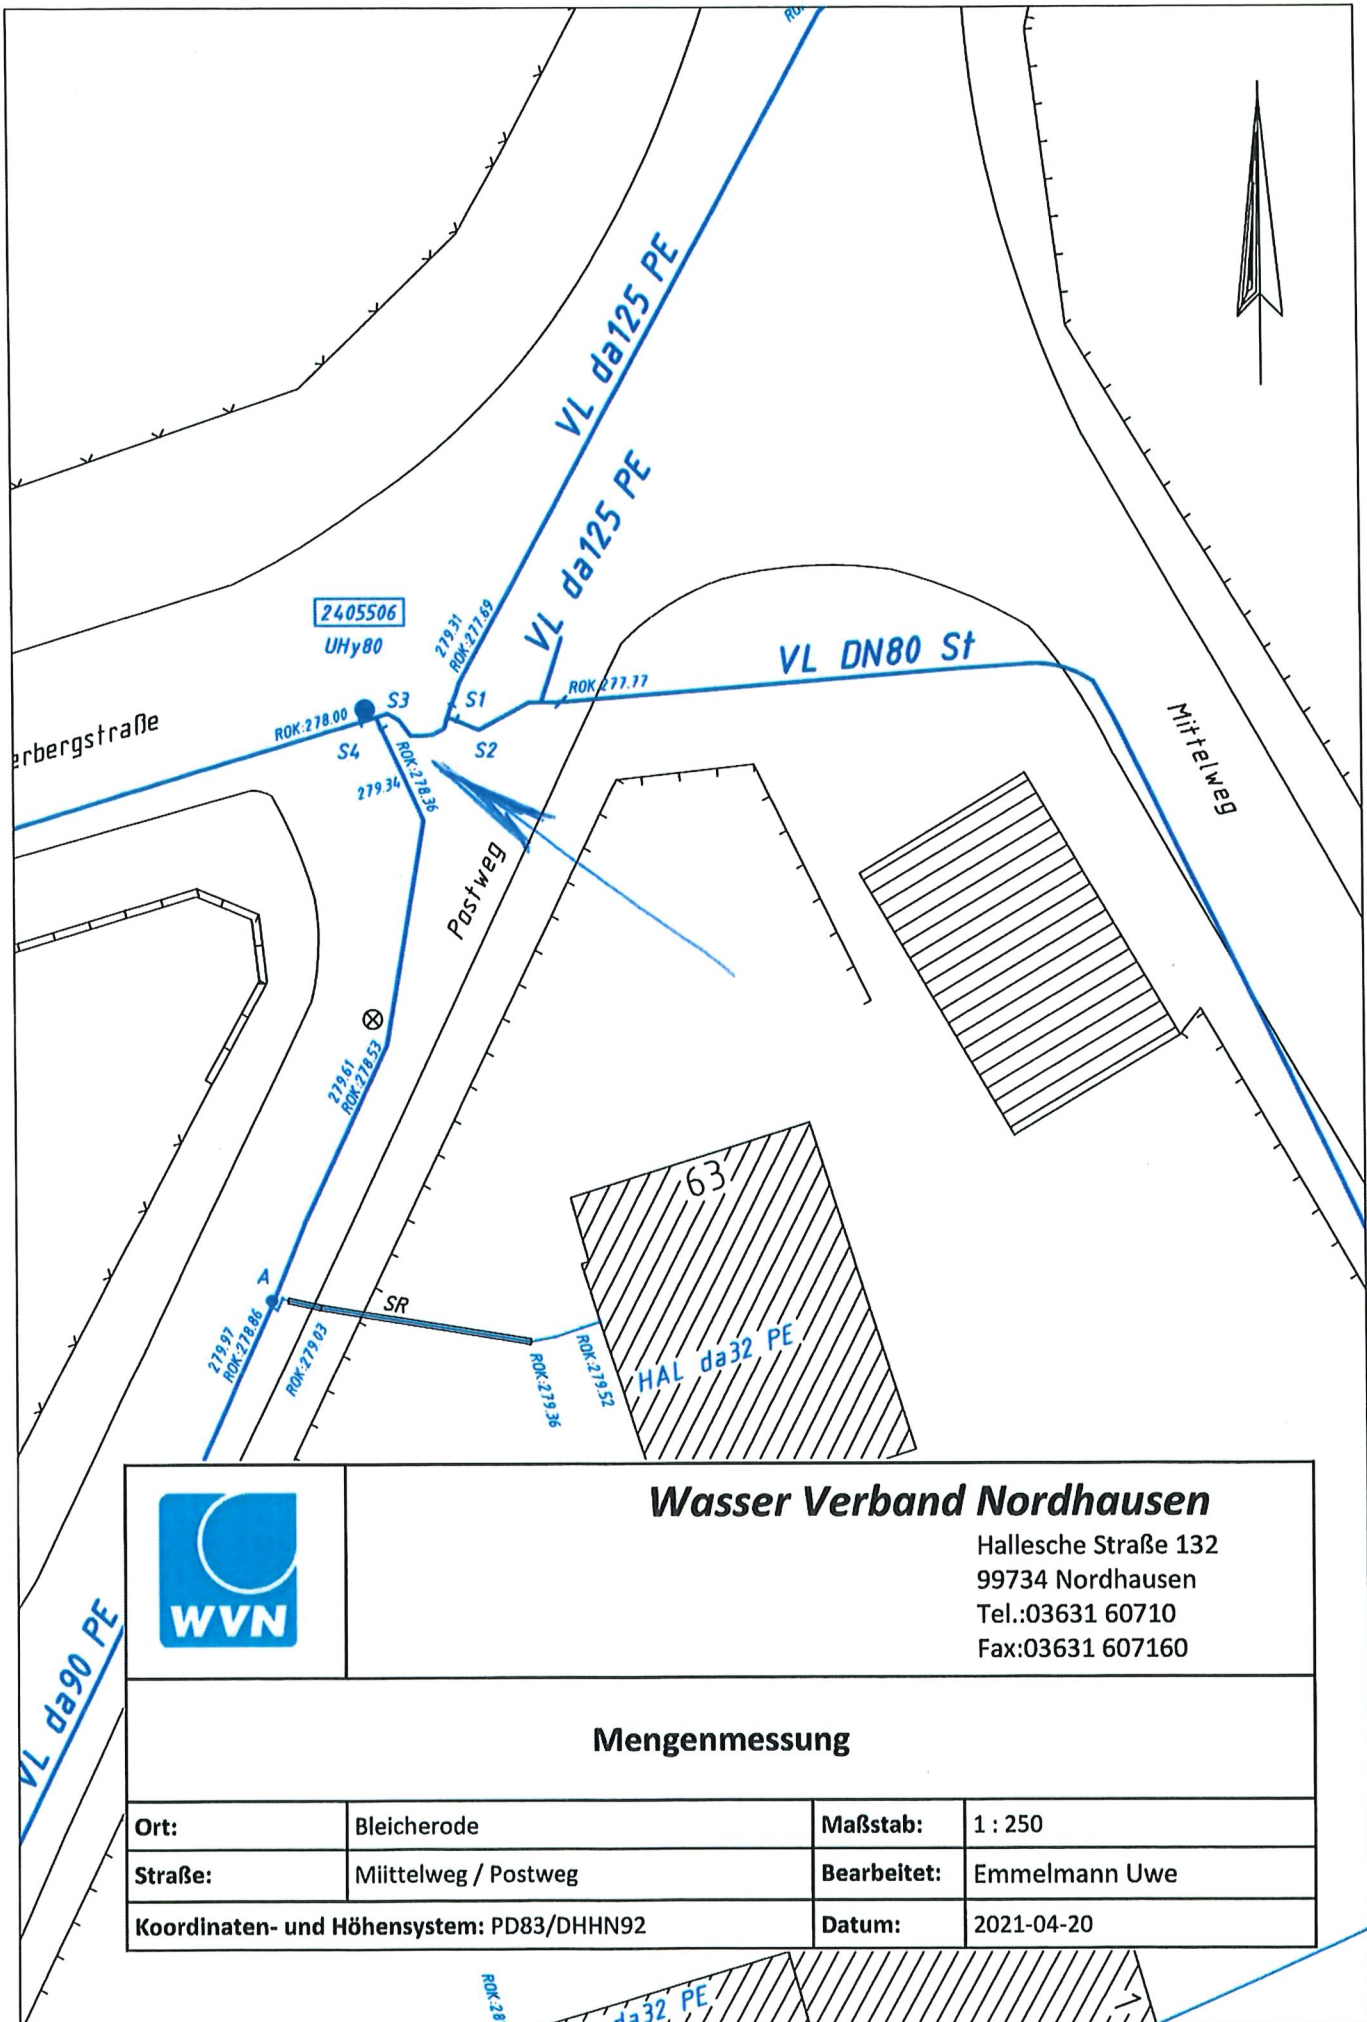 VL da125 PE
VL da125 PE
2405506
UHy80
279.31
ROK:277.69
VL DN80 St
ROK:277.77
S3
S1
ROK:278.00
S4
S2
ROK:278.36
279.34
Mittelweg
Postweg
279.61
ROK:278.53
63
A
SR
279.97
ROK:278.86
ROK:279.03
HAL da32 PE
ROK:279.52
ROK:279.36
Wasser Verband Nordhausen
Hallesche Straße 132
99734 Nordhausen
Tel.:03631 60710
Fax:03631 607160
WVN
VL da90 PE
Mengenmessung
Ort: Bleicherode Maßstab: 1 : 250
Straße: Miittelweg / Postweg Bearbeitet: Emmelmann Uwe
Koordinaten- und Höhensystem: PD83/DHHN92 Datum: 2021-04-20
da32 PE